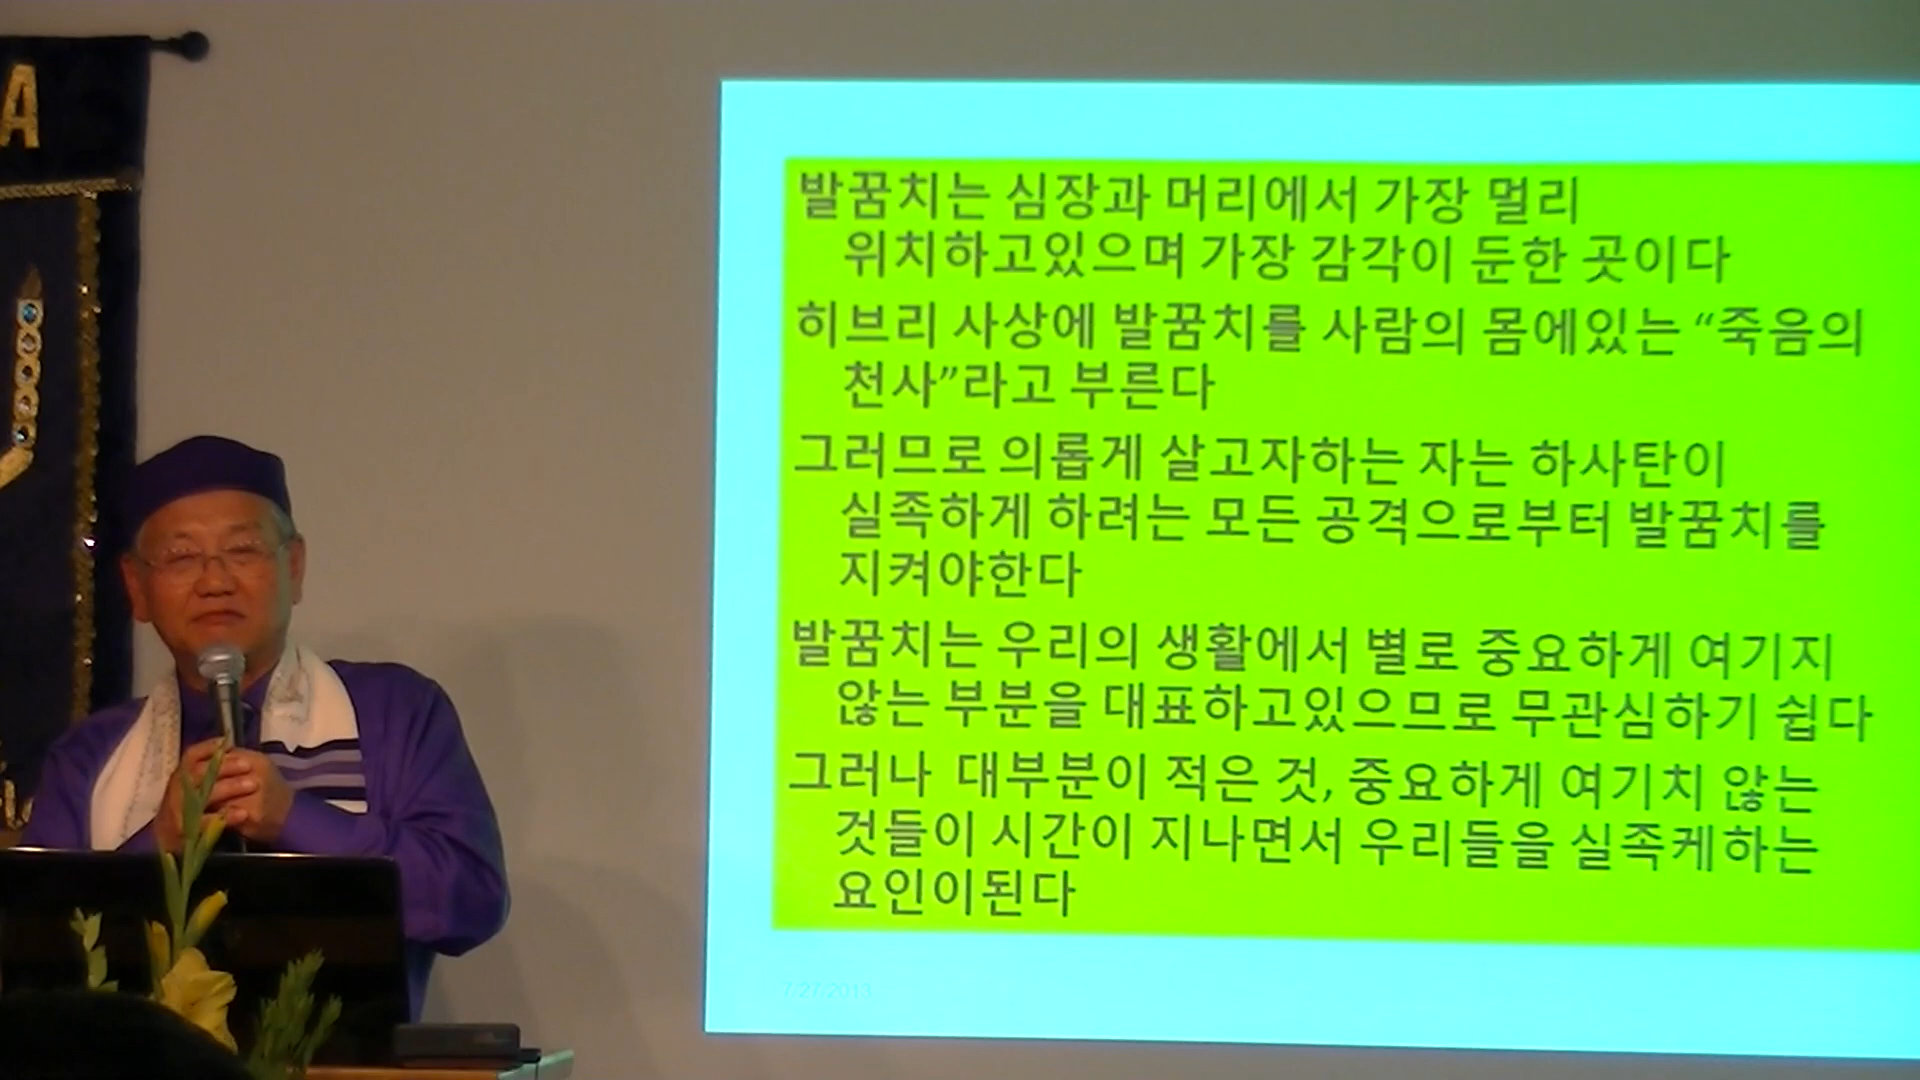 A
발꿈치는 심장과 머리에서 가장 멀리
위치하고있으며 가장 감각이 둔한 곳이다
히브리 사상에 발꿈치를 사람의 몸에있는 “죽음의
천사”라고 부른다
그러므로 의롭게 살고자하는 자는 하사탄이
실족하게 하려는 모든 공격으로부터 발꿈치를
지켜야한다
발꿈치는 우리의 생활에서 별로 중요하게 여기지
않는 부분을 대표하고있으므로 무관심하기 쉽다
그러나 대부분이 적은 것, 중요하게 여기치 않는
것들이 시간이 지나면서 우리들을 실족케하는
요인이된다
7/27/2013